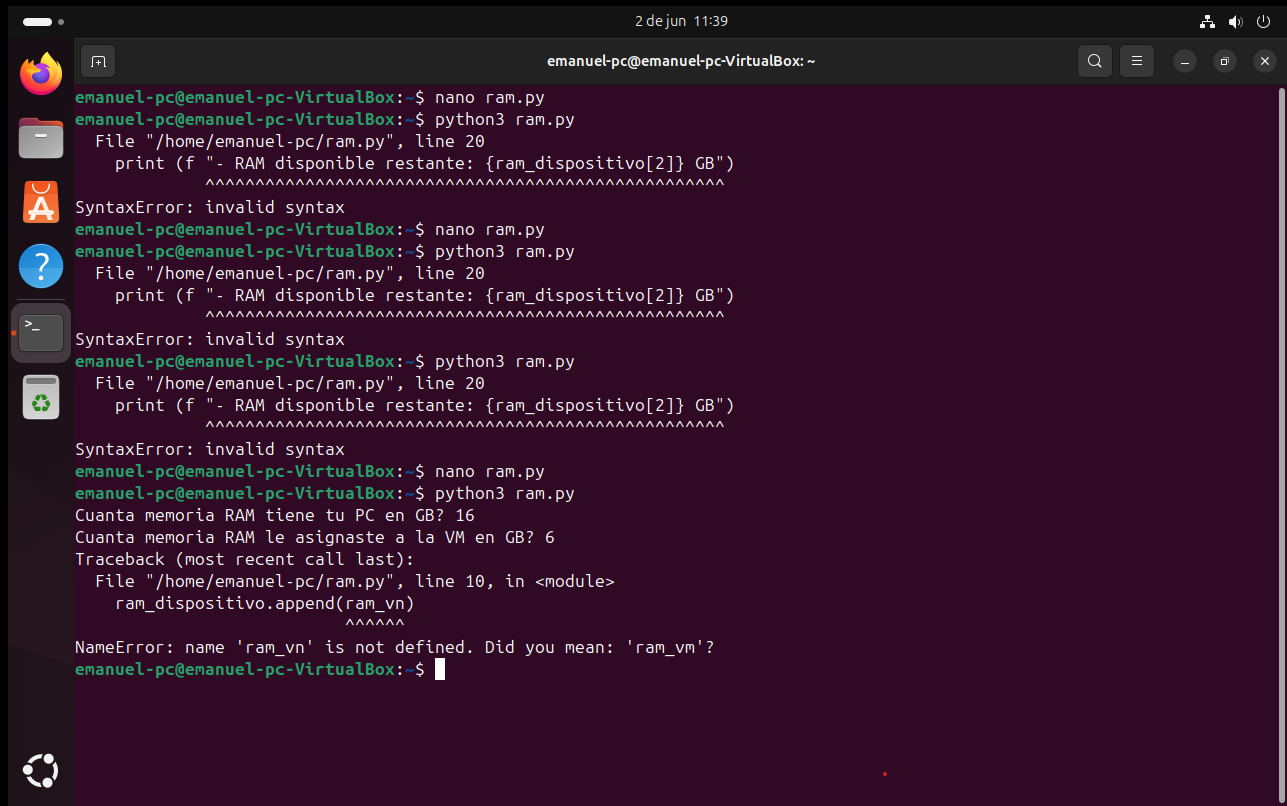 2 de jun 11:39
emanuel-pc@emanuel-pc-VirtualBox: ~
emanuel-pc@emanuel-pc-VirtualBox:~$ nano ram.py
emanuel-pc@emanuel-pc-VirtualBox:~$ python3 ram.py
  File "/home/emanuel-pc/ram.py", line 20
    print (f "- RAM disponible restante: {ram_dispositivo[2]} GB")
             ^^^^^^^^^^^^^^^^^^^^^^^^^^^^^^^^^^^^^^^^^^^^^^^^^^^^
SyntaxError: invalid syntax
emanuel-pc@emanuel-pc-VirtualBox:~$ nano ram.py
emanuel-pc@emanuel-pc-VirtualBox:~$ python3 ram.py
  File "/home/emanuel-pc/ram.py", line 20
    print (f "- RAM disponible restante: {ram_dispositivo[2]} GB")
             ^^^^^^^^^^^^^^^^^^^^^^^^^^^^^^^^^^^^^^^^^^^^^^^^^^^^
SyntaxError: invalid syntax
emanuel-pc@emanuel-pc-VirtualBox:~$ python3 ram.py
  File "/home/emanuel-pc/ram.py", line 20
    print (f "- RAM disponible restante: {ram_dispositivo[2]} GB")
             ^^^^^^^^^^^^^^^^^^^^^^^^^^^^^^^^^^^^^^^^^^^^^^^^^^^^
SyntaxError: invalid syntax
emanuel-pc@emanuel-pc-VirtualBox:~$ nano ram.py
emanuel-pc@emanuel-pc-VirtualBox:~$ python3 ram.py
Cuanta memoria RAM tiene tu PC en GB? 16
Cuanta memoria RAM le asignaste a la VM en GB? 6
Traceback (most recent call last):
  File "/home/emanuel-pc/ram.py", line 10, in <module>
    ram_dispositivo.append(ram_vn)
                           ^^^^^^
NameError: name 'ram_vn' is not defined. Did you mean: 'ram_vm'?
emanuel-pc@emanuel-pc-VirtualBox:~$